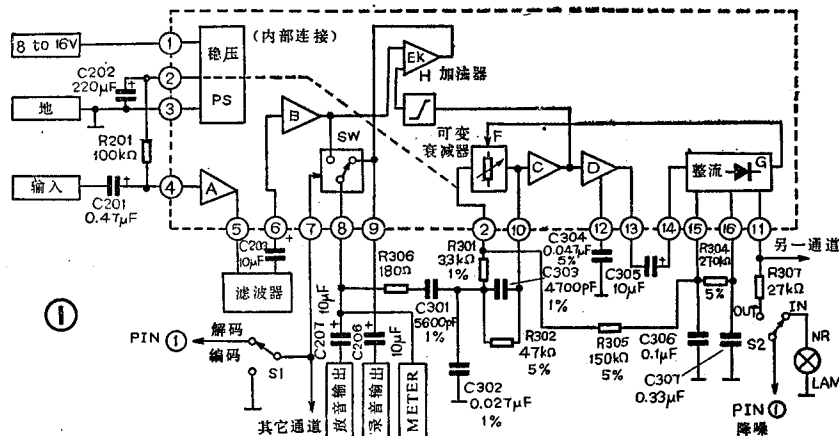 8 to 16V
地
输入
C202
220μF
+
R201
100kΩ
C201
0.47μF
+
①
②
③
④
稳压
PS
(内部连接)
A
B
SW
EK
H 加法器
可变
衰减器
F
C
D
整流
G
⑤
⑥
⑦
⑧
⑨
②
⑩
⑫
⑬
⑭
⑮
⑯
⑪
C203
10μF
+
滤波器
①
PIN ①
解码
编码
S1
其它通道
C207
10μF
+
C206
10μF
+
放音输出
录音输出
METER
R306
180Ω
C301
5600pF
1%
C302
0.027μF
1%
R301
3.3kΩ
1%
C303
4700pF
1%
R302
47kΩ
5%
C304
0.047μF
5%
C305
10μF
+
R305
150kΩ
5%
R304
270kΩ
5%
C306
0.1μF
C307
0.33μF
另一通道
R307
27kΩ
OUT
IN
S2
NR
LAM
PIN ①
降噪